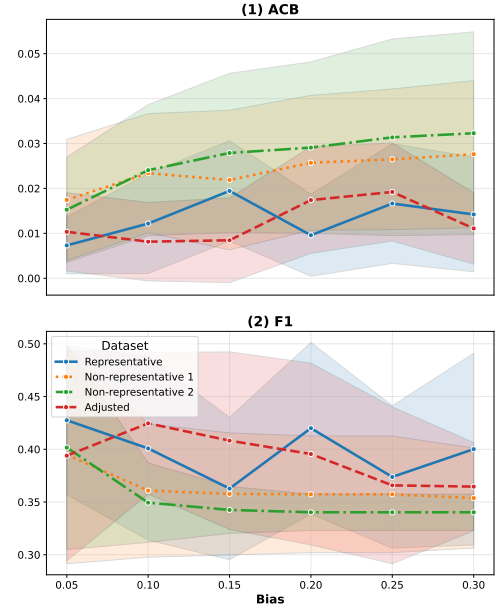 (1) ACB
0.05
0.04
0.03
0.02
0.01
0.00
(2) F1
0.50
0.45
0.40
0.35
0.30
Dataset
Representative
Non-representative 1
Non-representative 2
Adjusted
0.05 0.10 0.15 0.20 0.25 0.30
Bias